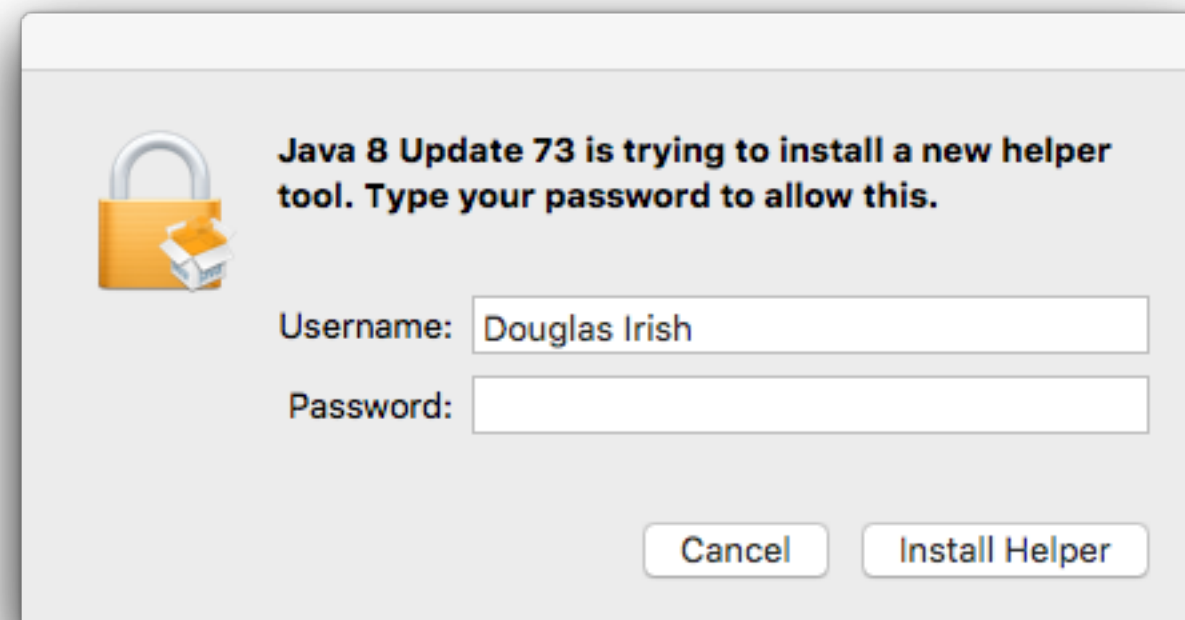 Java 8 Update 73 is trying to install a new helper
tool. Type your password to allow this.
Username: Douglas Irish
Password:
Cancel Install Helper